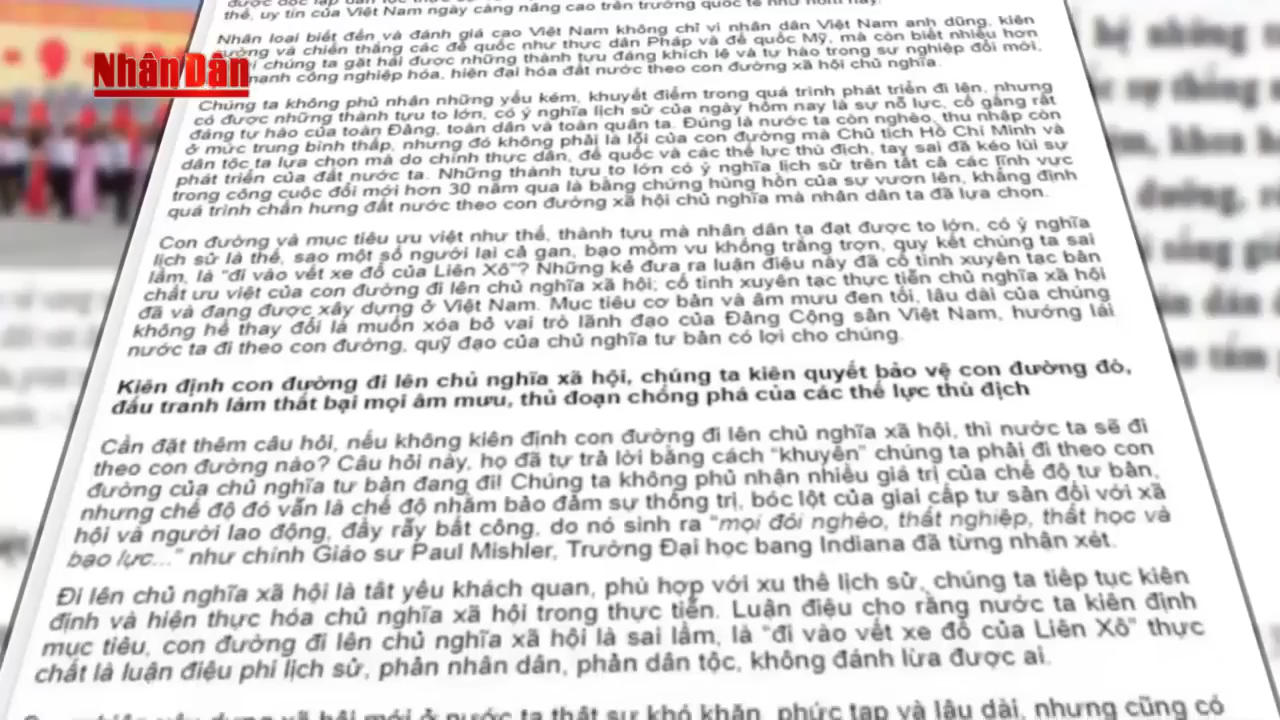 thế, uy tín của Việt Nam ngày càng nâng cao trên trường quốc tế như hôm nay.
Nhân loại biết đến và đánh giá cao Việt Nam không chỉ vì nhân dân Việt Nam anh dũng, kiên
cường và chiến thắng các đế quốc như thực dân Pháp và đế quốc Mỹ, mà còn biết nhiều hơn
chúng ta gặt hái được những thành tựu đáng khích lệ và tự hào trong sự nghiệp đổi mới,
mạnh công nghiệp hóa, hiện đại hóa đất nước theo con đường xã hội chủ nghĩa.
Nhân Dân
Chúng ta không phủ nhận những yếu kém, khuyết điểm trong quá trình phát triển đi lên, nhưng
có được những thành tựu to lớn, có ý nghĩa lịch sử của ngày hôm nay là sự nỗ lực, cố gắng rất
đáng tự hào của toàn Đảng, toàn dân và toàn quân ta. Đúng là nước ta còn nghèo, thu nhập còn
ở mức trung bình thấp, nhưng đó không phải là lỗi của con đường mà Chủ tịch Hồ Chí Minh và
dân tộc ta lựa chọn mà do chính thực dân, đế quốc và các thế lực thù địch, tay sai đã kéo lùi sự
phát triển của đất nước ta. Những thành tựu to lớn có ý nghĩa lịch sử trên tất cả các lĩnh vực
trong công cuộc đổi mới hơn 30 năm qua là bằng chứng hùng hồn của sự vươn lên, khẳng định
quá trình chấn hưng đất nước theo con đường xã hội chủ nghĩa mà nhân dân ta đã lựa chọn.
Con đường và mục tiêu ưu việt như thế, thành tựu mà nhân dân ta đạt được to lớn, có ý nghĩa
lịch sử là thế, sao một số người lại cả gan, bạo mồm vu khống trắng trợn, quy kết chúng ta sai
lầm, là "đi vào vết xe đổ của Liên Xô"? Những kẻ đưa ra luận điệu này đã cố tình xuyên tạc bản
chất ưu việt của con đường đi lên chủ nghĩa xã hội; cố tình xuyên tạc thực tiễn chủ nghĩa xã hội
đã và đang được xây dựng ở Việt Nam. Mục tiêu cơ bản và âm mưu đen tối, lâu dài của chúng
không hề thay đổi là muốn xóa bỏ vai trò lãnh đạo của Đảng Cộng sản Việt Nam, hướng lái
nước ta đi theo con đường, quỹ đạo của chủ nghĩa tư bản có lợi cho chúng.
Kiên định con đường đi lên chủ nghĩa xã hội, chúng ta kiên quyết bảo vệ con đường đó,
đấu tranh làm thất bại mọi âm mưu, thủ đoạn chống phá của các thế lực thù địch
Cần đặt thêm câu hỏi, nếu không kiên định con đường đi lên chủ nghĩa xã hội, thì nước ta sẽ đi
theo con đường nào? Câu hỏi này, họ đã tự trả lời bằng cách "khuyên" chúng ta phải đi theo con
đường của chủ nghĩa tư bản đang đi! Chúng ta không phủ nhận nhiều giá trị của chế độ tư bản,
nhưng chế độ đó vẫn là chế độ nhằm bảo đảm sự thống trị, bóc lột của giai cấp tư sản đối với xã
hội và người lao động, đầy rẫy bất công, do nó sinh ra "mọi đói nghèo, thất nghiệp, thất học và
bạo lực..." như chính Giáo sư Paul Mishler, Trường Đại học bang Indiana đã từng nhận xét.
Đi lên chủ nghĩa xã hội là tất yếu khách quan, phù hợp với xu thế lịch sử, chúng ta tiếp tục kiên
định và hiện thực hóa chủ nghĩa xã hội trong thực tiễn. Luận điệu cho rằng nước ta kiên định
mục tiêu, con đường đi lên chủ nghĩa xã hội là sai lầm, là "đi vào vết xe đổ của Liên Xô" thực
chất là luận điệu phi lịch sử, phản nhân dân, phản dân tộc, không đánh lừa được ai.
xã hội mới ở nước ta thật sự khó khăn, phức tạp và lâu dài, nhưng cũng có